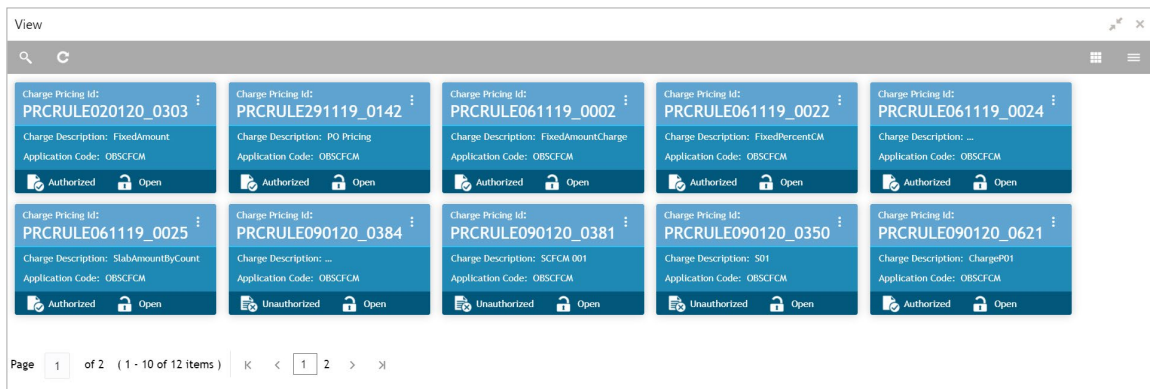 View
Charge Pricing Id:
PRCRULE020120_0303
Charge Description: FixedAmount
Application Code: OBSCFCM
Authorized Open
Charge Pricing Id:
PRCRULE291119_0142
Charge Description: PO Pricing
Application Code: OBSCFCM
Authorized Open
Charge Pricing Id:
PRCRULE061119_0002
Charge Description: FixedAmountCharge
Application Code: OBSCFCM
Authorized Open
Charge Pricing Id:
PRCRULE061119_0022
Charge Description: FixedPercentCM
Application Code: OBSCFCM
Authorized Open
Charge Pricing Id:
PRCRULE061119_0024
Charge Description: ...
Application Code: OBSCFCM
Authorized Open
Charge Pricing Id:
PRCRULE061119_0025
Charge Description: SlabAmountByCount
Application Code: OBSCFCM
Authorized Open
Charge Pricing Id:
PRCRULE090120_0384
Charge Description: ...
Application Code: OBSCFCM
Unauthorized Open
Charge Pricing Id:
PRCRULE090120_0381
Charge Description: SCFCM 001
Application Code: OBSCFCM
Unauthorized Open
Charge Pricing Id:
PRCRULE090120_0350
Charge Description: S01
Application Code: OBSCFCM
Unauthorized Open
Charge Pricing Id:
PRCRULE090120_0621
Charge Description: ChargeP01
Application Code: OBSCFCM
Authorized Open
Page 1 of 2 ( 1 - 10 of 12 items ) 1 2